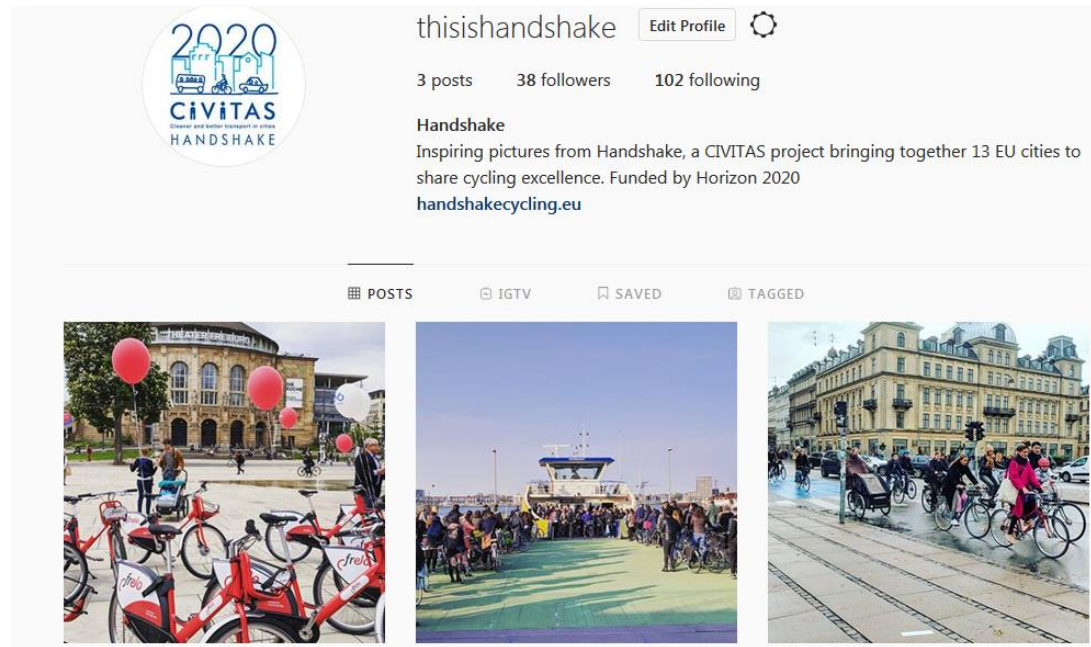 2020
CiViTAS
Cleaner and better transport in cities
HANDSHAKE
thisishandshake Edit Profile
3 posts 38 followers 102 following
Handshake
Inspiring pictures from Handshake, a CIVITAS project bringing together 13 EU cities to
share cycling excellence. Funded by Horizon 2020
handshakecycling.eu
POSTS IGTV SAVED TAGGED
THEATER FREIBURG
frelo
frelo